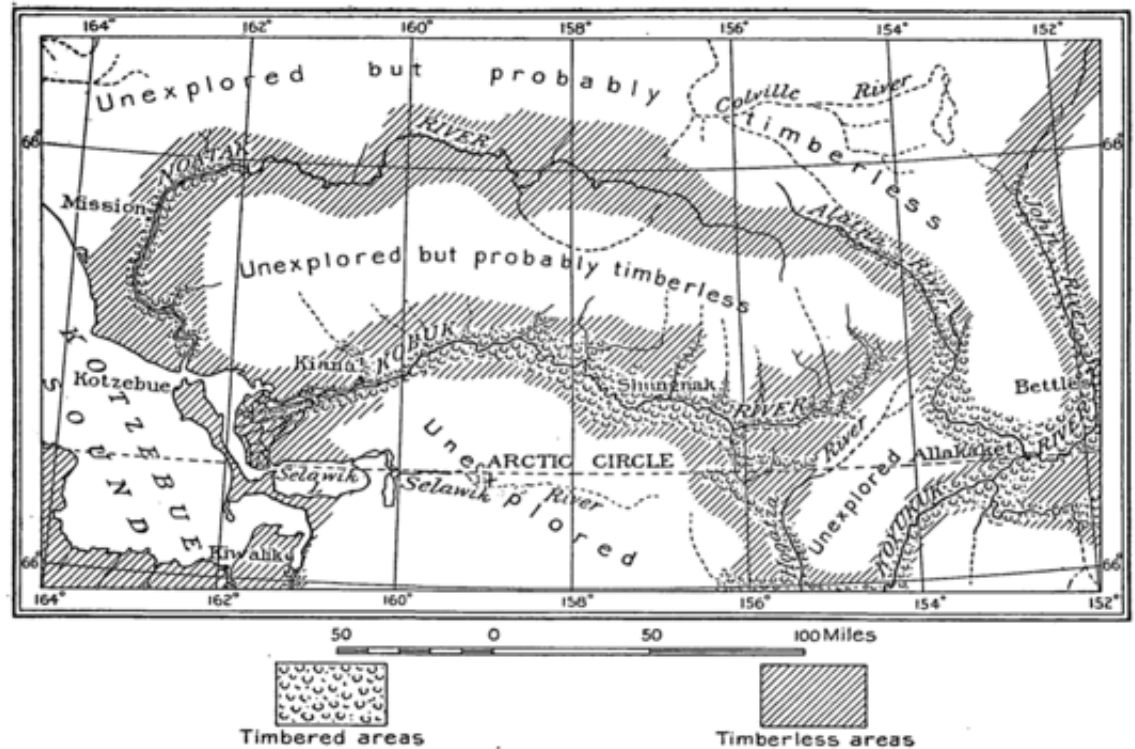 164° 162° 160° 158° 156° 154° 152°
Unexplored but probably timberless
Colville River
68° 68°
NOATAK RIVER
Mission
Alatna River
John River
Unexplored but probably timberless
KOBUK RIVER
Kiana
Shungnak
Bettles
Kotzebue
KOTZEBUE SOUND
River
Allakaket
ARCTIC CIRCLE
Selawik L.
Selawik River
Unexplored
Unexplored
KOYUKUK RIVER
Kiwalik
66° 66°
164° 162° 160° 158° 156° 154° 152°
50 0 50 100 Miles
Timbered areas
Timberless areas